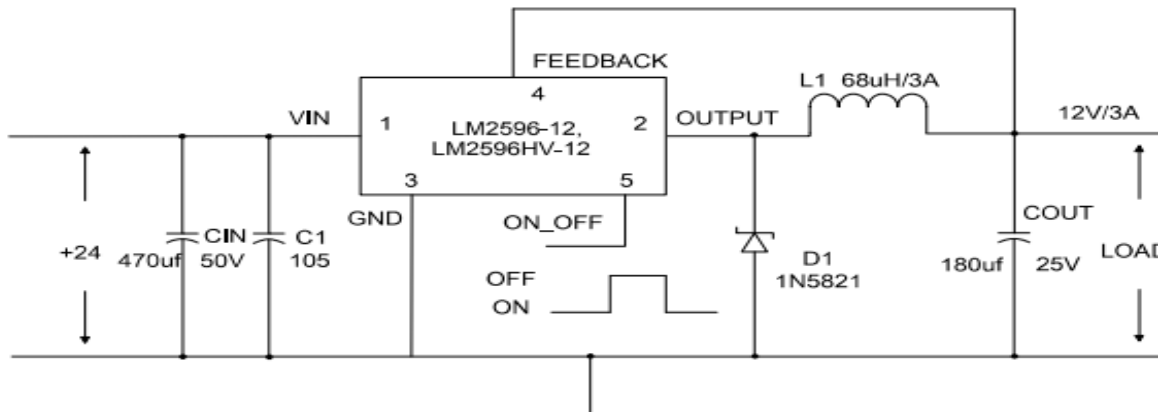 FEEDBACK
4
L1 68uH/3A
VIN
1
LM2596-12,
LM2596HV-12
2
OUTPUT
12V/3A
3
5
GND
ON_OFF
COUT
+24
470uf
CIN
50V
C1
105
D1
1N5821
180uf
25V
LOAD
OFF
ON